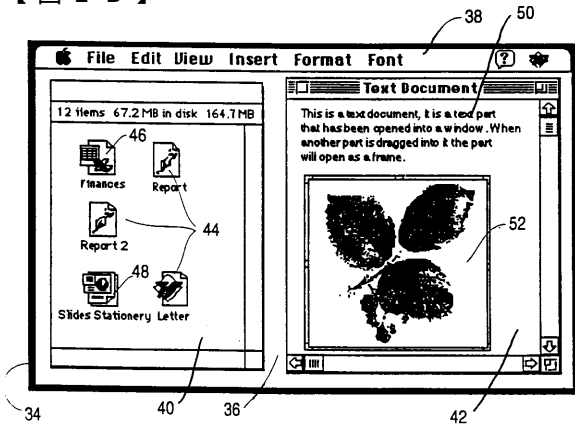 38
50
File Edit View Insert Format Font
Text Document
12 items 67.2 MB in disk 164.7 MB
46
Finances
Report
Report 2
44
48
Slides Stationery Letter
This is a text document, it is a text part
that has been opened into a window. When
another part is dragged into it the part
will open as a frame.
52
34
40
36
42